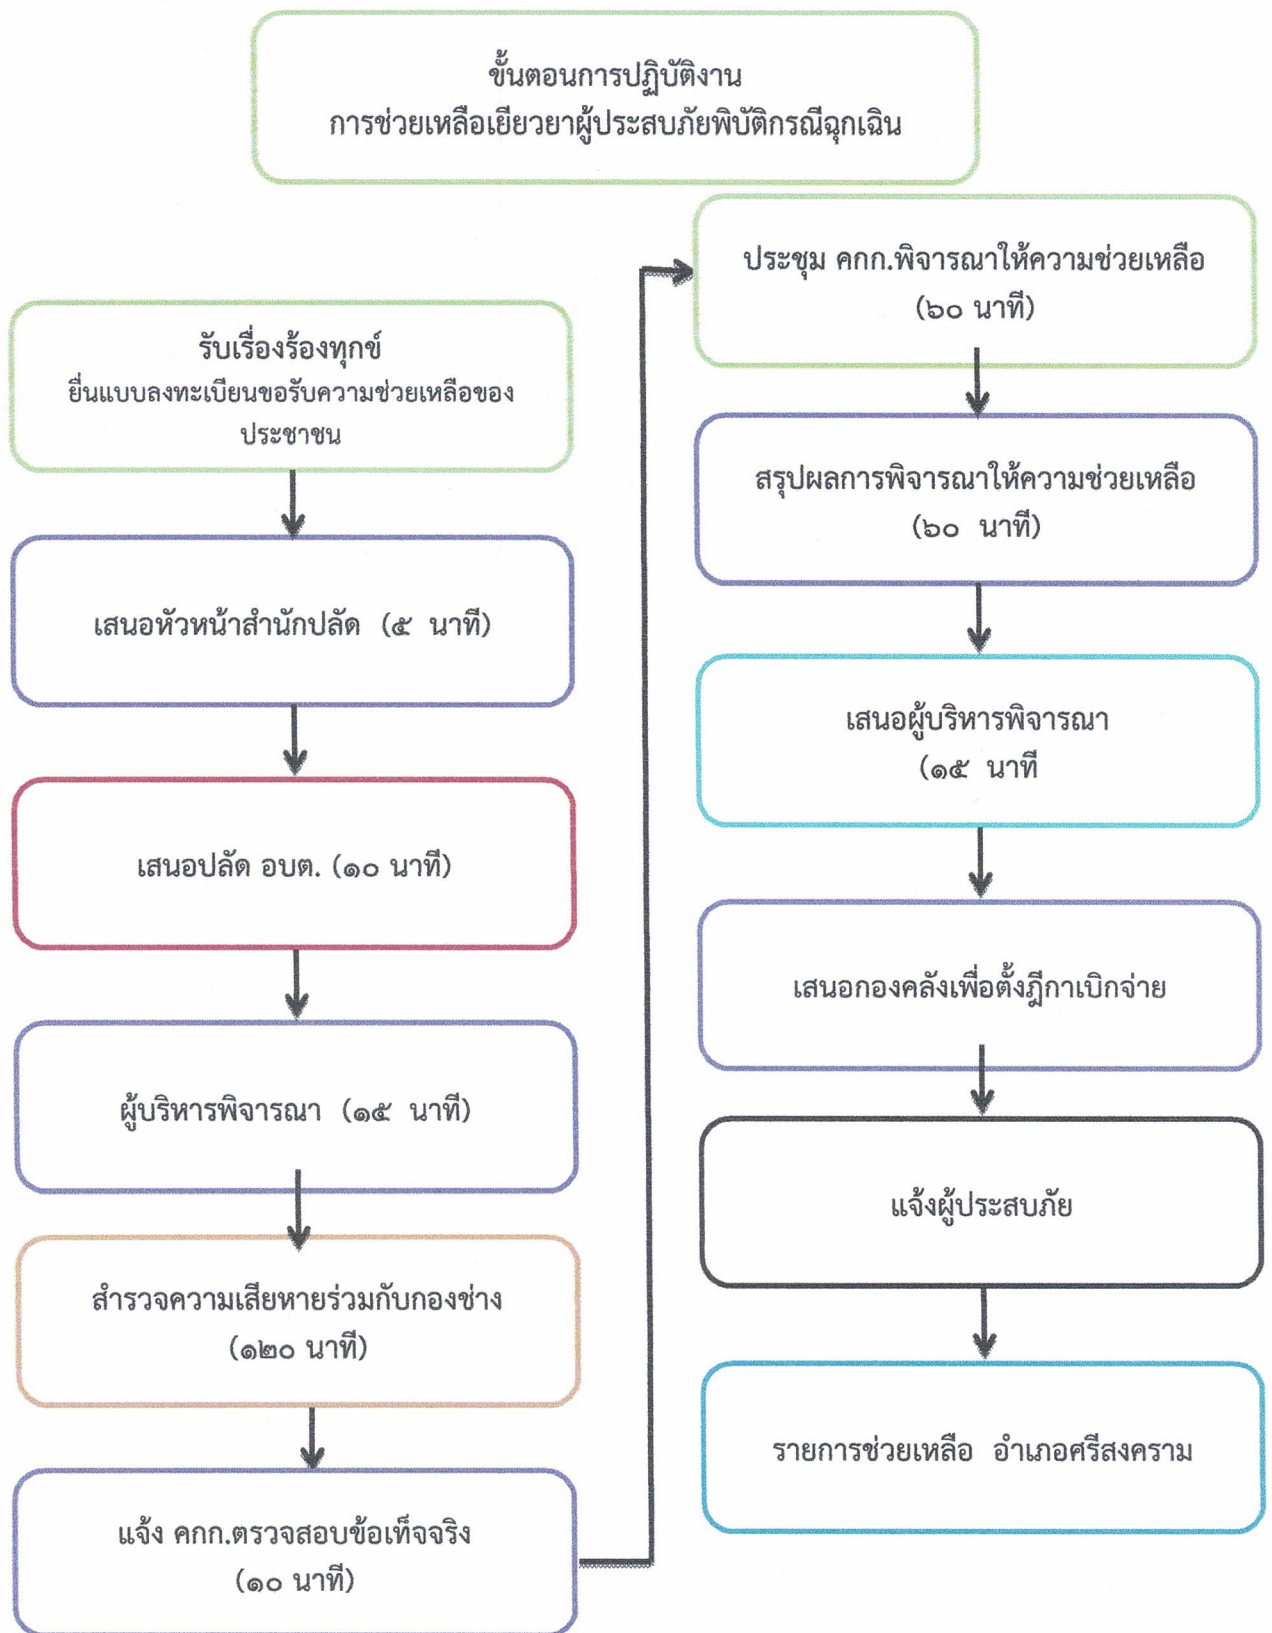 ขั้นตอนการปฏิบัติงาน
การช่วยเหลือเยียวยาผู้ประสบภัยพิบัติกรณีฉุกเฉิน
รับเรื่องร้องทุกข์
ยื่นแบบลงทะเบียนขอรับความช่วยเหลือของ
ประชาชน
เสนอหัวหน้าสำนักปลัด (๕ นาที)
เสนอปลัด อบต. (๑๐ นาที)
ผู้บริหารพิจารณา (๑๕ นาที)
สำรวจความเสียหายร่วมกับกองช่าง
(๑๒๐ นาที)
แจ้ง คกก.ตรวจสอบข้อเท็จจริง
(๑๐ นาที)
ประชุม คกก.พิจารณาให้ความช่วยเหลือ
(๖๐ นาที)
สรุปผลการพิจารณาให้ความช่วยเหลือ
(๖๐ นาที)
เสนอผู้บริหารพิจารณา
(๑๕ นาที
เสนอกองคลังเพื่อตั้งฎีกาเบิกจ่าย
แจ้งผู้ประสบภัย
รายการช่วยเหลือ อำเภอศรีสงคราม